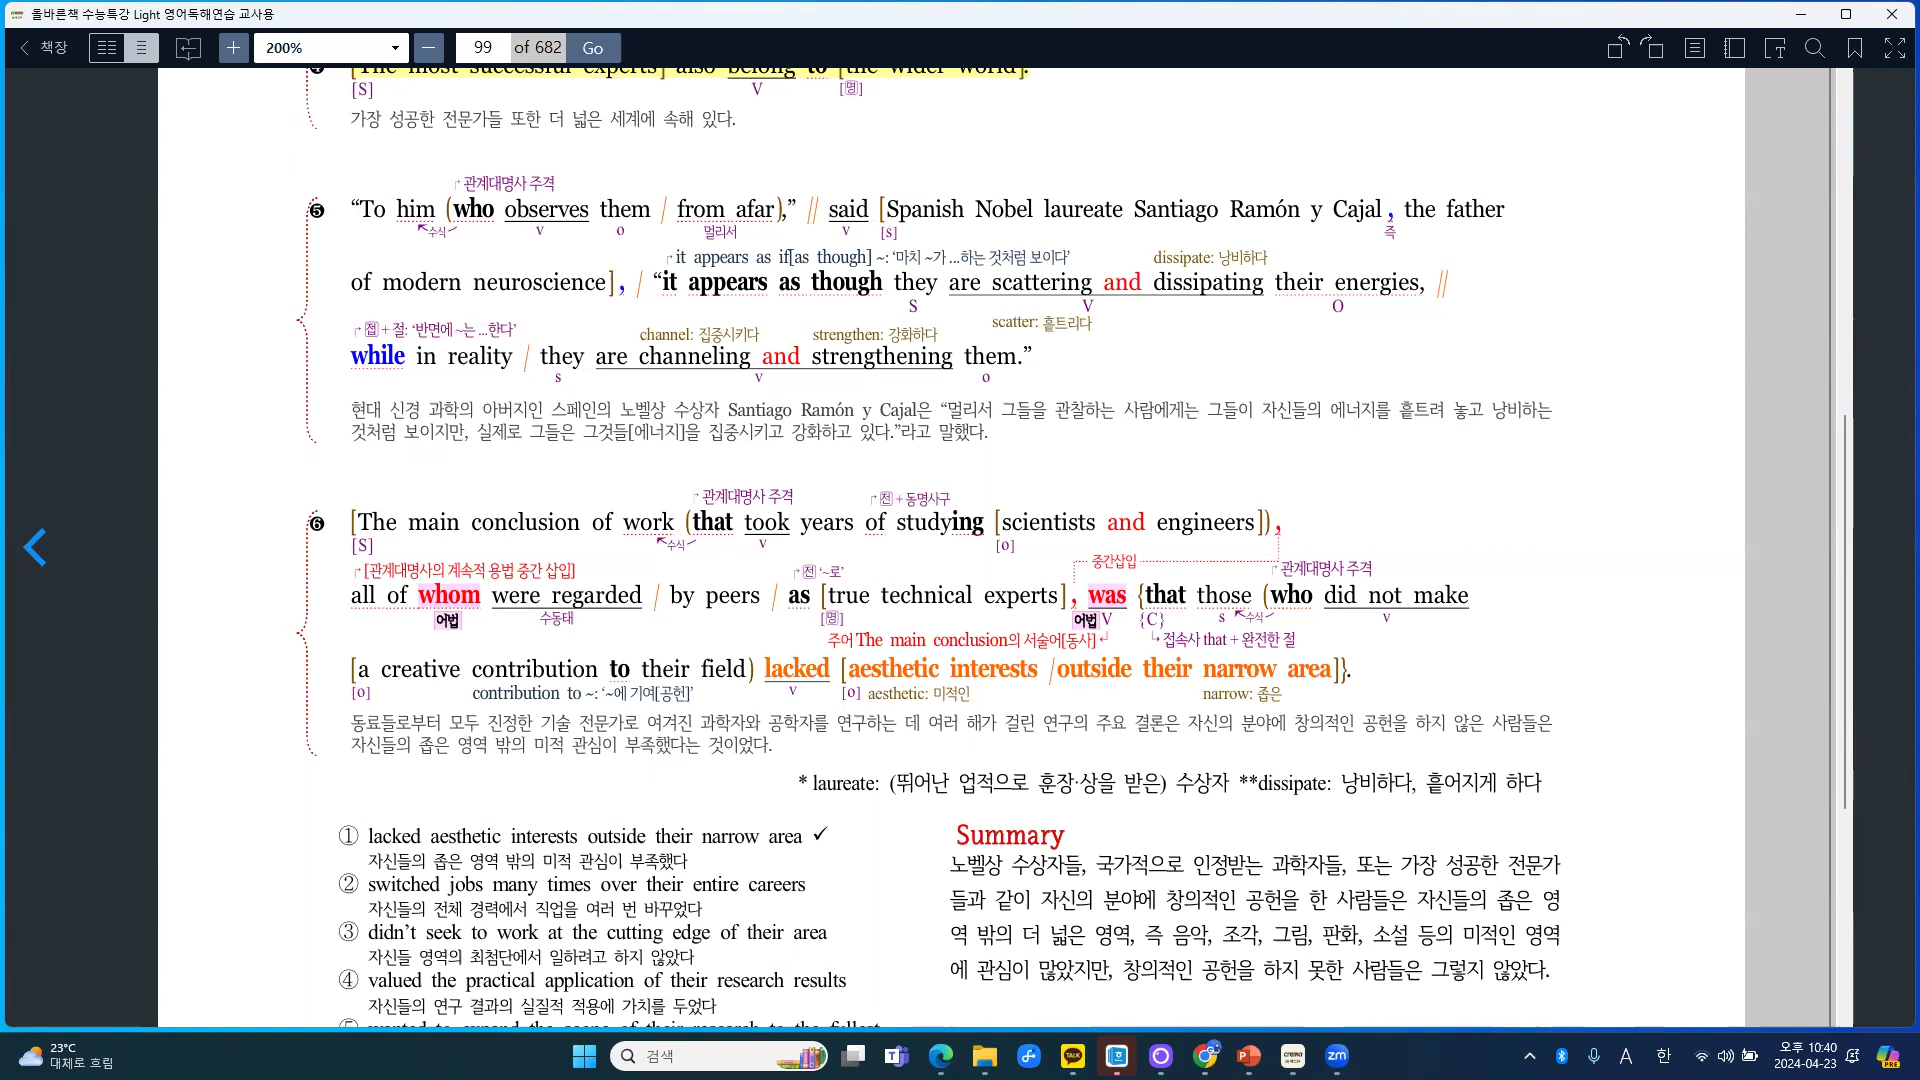 올바른책 수능특강 Light 영어독해연습 교사용
책장
200%
99 of 682 Go
[The most successful experts] also belong to [the wider world].
[S] V [명]
가장 성공한 전문가들 또한 더 넓은 세계에 속해 있다.
관계대명사 주격
❺ “To him (who observes them / from afar),” // said [Spanish Nobel laureate Santiago Ramón y Cajal, the father
수식 v o 멀리서 v [s] 즉
it appears as if[as though] ~: ‘마치 ~가 ...하는 것처럼 보이다’ dissipate: 낭비하다
of modern neuroscience], / “it appears as though they are scattering and dissipating their energies, //
S V O
접 + 절: ‘반면에 ~는 ...한다’ channel: 집중시키다 strengthen: 강화하다 scatter: 흩트리다
while in reality / they are channeling and strengthening them.”
s v o
현대 신경 과학의 아버지인 스페인의 노벨상 수상자 Santiago Ramón y Cajal은 “멀리서 그들을 관찰하는 사람에게는 그들이 자신들의 에너지를 흩트려 놓고 낭비하는
것처럼 보이지만, 실제로 그들은 그것들[에너지]을 집중시키고 강화하고 있다.”라고 말했다.
관계대명사 주격 전 + 동명사구
❻ [The main conclusion of work (that took years of studying [scientists and engineers]),
[S] 수식 v [o]
[관계대명사의 계속적 용법 중간 삽입] 전 ‘~로’ 중간삽입 관계대명사 주격
all of whom were regarded / by peers / as [true technical experts], was {that those (who did not make
어법 수동태 [명] 어법 V {C} s 수식 v
주어 The main conclusion의 서술어[동사] 접속사 that + 완전한 절
[a creative contribution to their field) lacked [aesthetic interests /outside their narrow area]}.
[o] contribution to ~: ‘~에 기여[공헌]’ v [o] aesthetic: 미적인 narrow: 좁은
동료들로부터 모두 진정한 기술 전문가로 여겨진 과학자와 공학자를 연구하는 데 여러 해가 걸린 연구의 주요 결론은 자신의 분야에 창의적인 공헌을 하지 않은 사람들은
자신들의 좁은 영역 밖의 미적 관심이 부족했다는 것이었다.
* laureate: (뛰어난 업적으로 훈장·상을 받은) 수상자 **dissipate: 낭비하다, 흩어지게 하다
① lacked aesthetic interests outside their narrow area ✓
자신들의 좁은 영역 밖의 미적 관심이 부족했다
② switched jobs many times over their entire careers
자신들의 전체 경력에서 직업을 여러 번 바꾸었다
③ didn’t seek to work at the cutting edge of their area
자신들 영역의 최첨단에서 일하려고 하지 않았다
④ valued the practical application of their research results
자신들의 연구 결과의 실질적 적용에 가치를 두었다
⑤ wanted to expand the scope of their research to the fullest
Summary
노벨상 수상자들, 국가적으로 인정받는 과학자들, 또는 가장 성공한 전문가
들과 같이 자신의 분야에 창의적인 공헌을 한 사람들은 자신들의 좁은 영
역 밖의 더 넓은 영역, 즉 음악, 조각, 그림, 판화, 소설 등의 미적인 영역
에 관심이 많았지만, 창의적인 공헌을 하지 못한 사람들은 그렇지 않았다.
23°C
대체로 흐림
검색
A 한
오후 10:40
2024-04-23